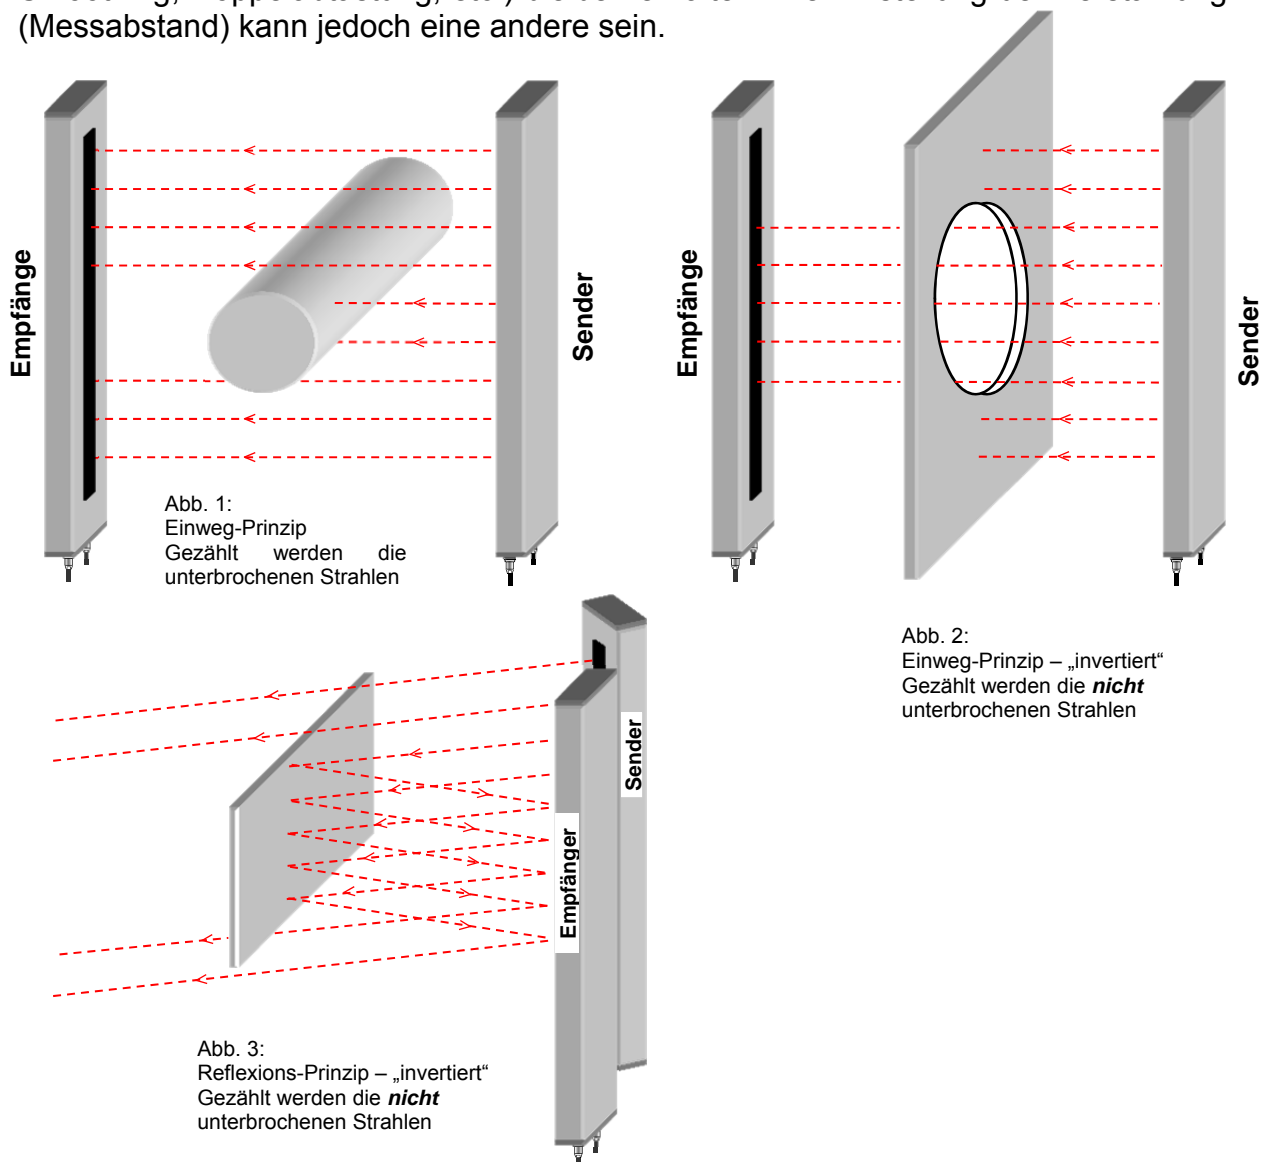 (Messabstand) kann jedoch eine andere sein.
Empfänge
Sender
Empfänge
Sender
Abb. 1:
Einweg-Prinzip
Gezählt werden die
unterbrochenen Strahlen
Abb. 2:
Einweg-Prinzip – „invertiert“
Gezählt werden die nicht
unterbrochenen Strahlen
Sender
Empfänger
Abb. 3:
Reflexions-Prinzip – „invertiert“
Gezählt werden die nicht
unterbrochenen Strahlen